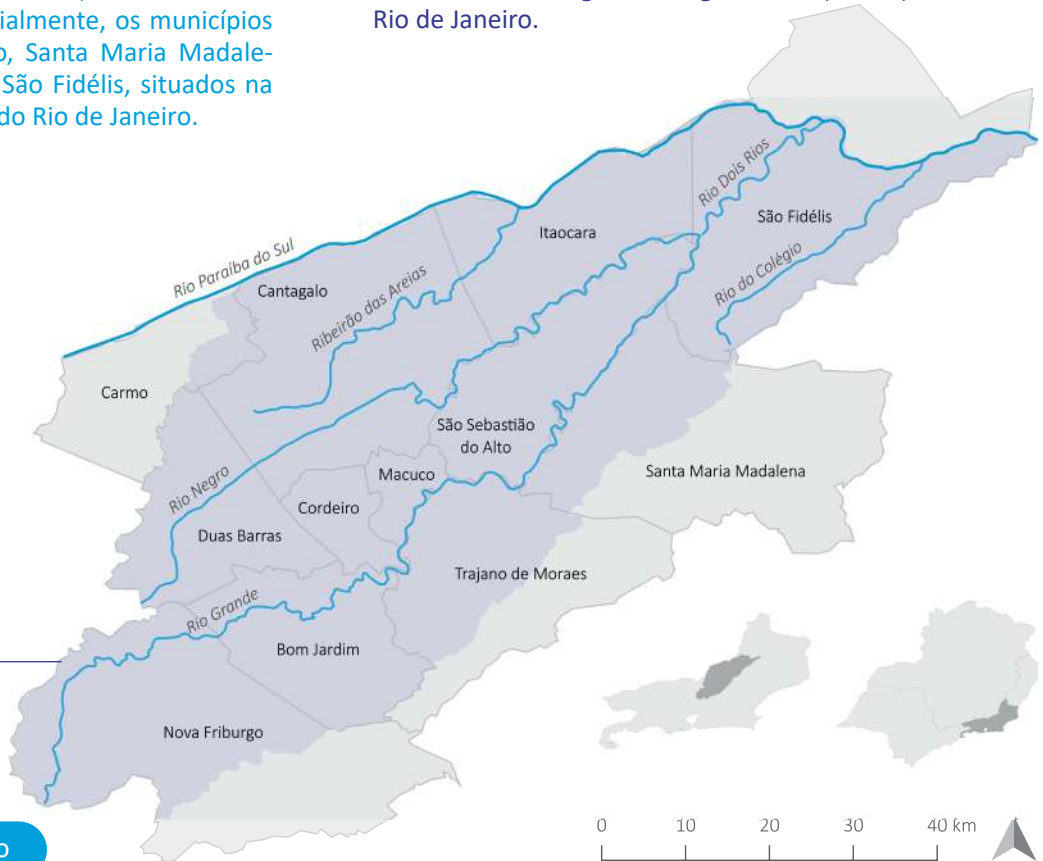 ialmente, os municípios
Santa Maria Madale-
São Fidélis, situados na
do Rio de Janeiro.
Rio de Janeiro.
Rio Dois Rios
São Fidélis
Itaocara
Rio Paraíba do Sul
Rio do Colégio
Cantagalo
Ribeirão das Areias
Carmo
São Sebastião
do Alto
Santa Maria Madalena
Macuco
Rio Negro
Cordeiro
Duas Barras
Trajano de Moraes
Rio Grande
Bom Jardim
Nova Friburgo
0 10 20 30 40 km